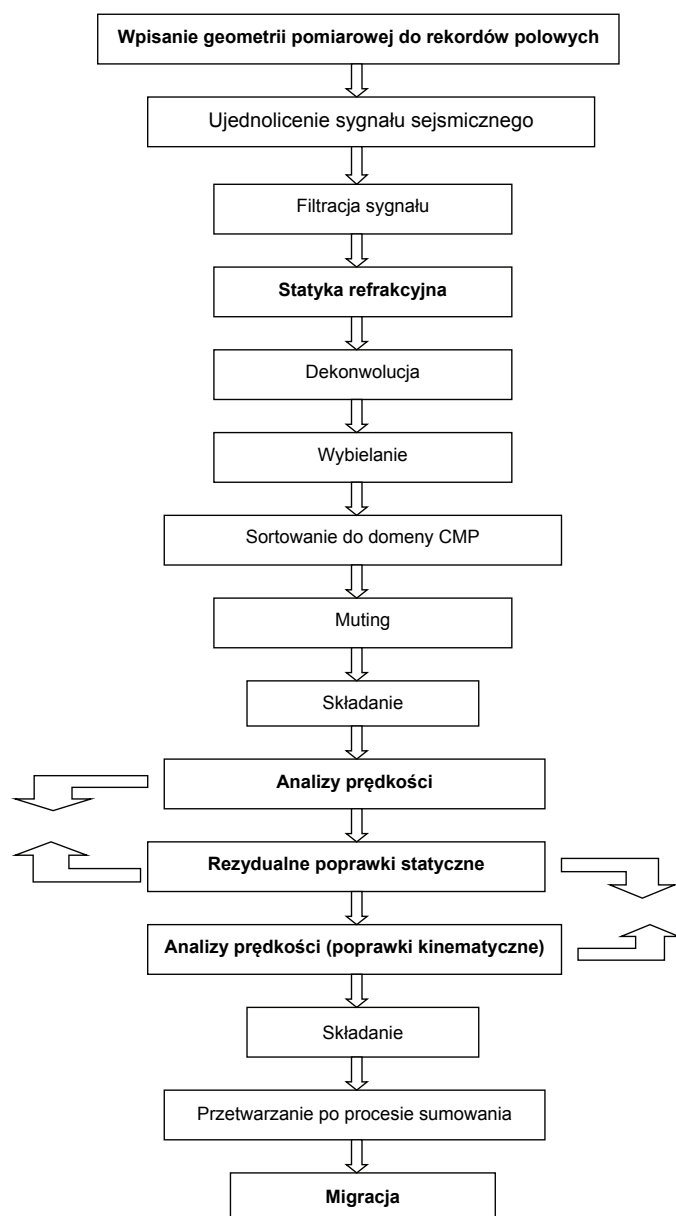 Wpisanie geometrii pomiarowej do rekordów polowych
Ujednolicenie sygnału sejsmicznego
Filtracja sygnału
Statyka refrakcyjna
Dekonwolucja
Wybielanie
Sortowanie do domeny CMP
Muting
Składanie
Analizy prędkości
Rezydualne poprawki statyczne
Analizy prędkości (poprawki kinematyczne)
Składanie
Przetwarzanie po procesie sumowania
Migracja